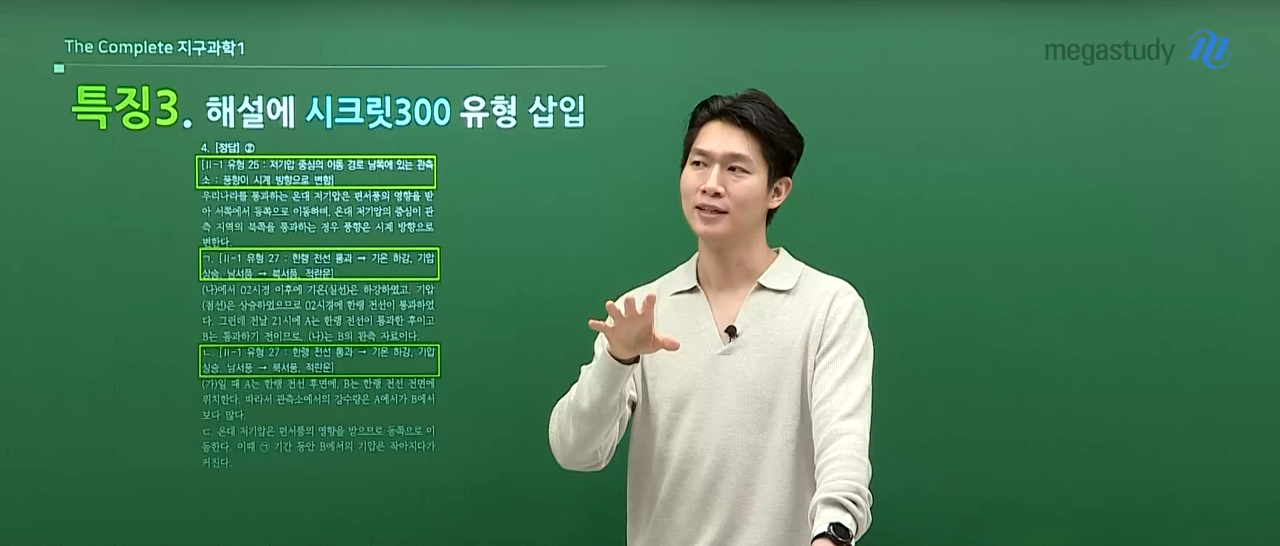 The Complete 지구과학1
megastudy
특징3. 해설에 시크릿300 유형 삽입
4. [정답] ②
[Ⅱ-1 유형 25 : 저기압 중심의 이동 경로 남쪽에 있는 관측
소 : 풍향이 시계 방향으로 변함]
우리나라를 통과하는 온대 저기압은 편서풍의 영향을 받
아 서쪽에서 동쪽으로 이동하며, 온대 저기압의 중심이 관
측 지역의 북쪽을 통과하는 경우 풍향은 시계 방향으로
변한다.
ㄱ. [Ⅱ-1 유형 27 : 한랭 전선 통과 → 기온 하강, 기압
상승, 남서풍 → 북서풍, 적란운]
(나)에서 02시경 이후에 기온(실선)은 하강하였고, 기압
(점선)은 상승하였으므로 02시경에 한랭 전선이 통과하였
다. 그런데 전날 21시에 A는 한랭 전선이 통과한 후이고
B는 통과하기 전이므로, (나)는 B의 관측 자료이다.
ㄴ. [Ⅱ-1 유형 27 : 한랭 전선 통과 → 기온 하강, 기압
상승, 남서풍 → 북서풍, 적란운]
(가)일 때 A는 한랭 전선 후면에, B는 한랭 전선 전면에
위치한다. 따라서 관측소에서의 강수량은 A에서가 B에서
보다 많다.
ㄷ. 온대 저기압은 편서풍의 영향을 받으므로 동쪽으로 이
동한다. 이때 ㉠ 기간 동안 B에서의 기압은 작아지다가
커진다.